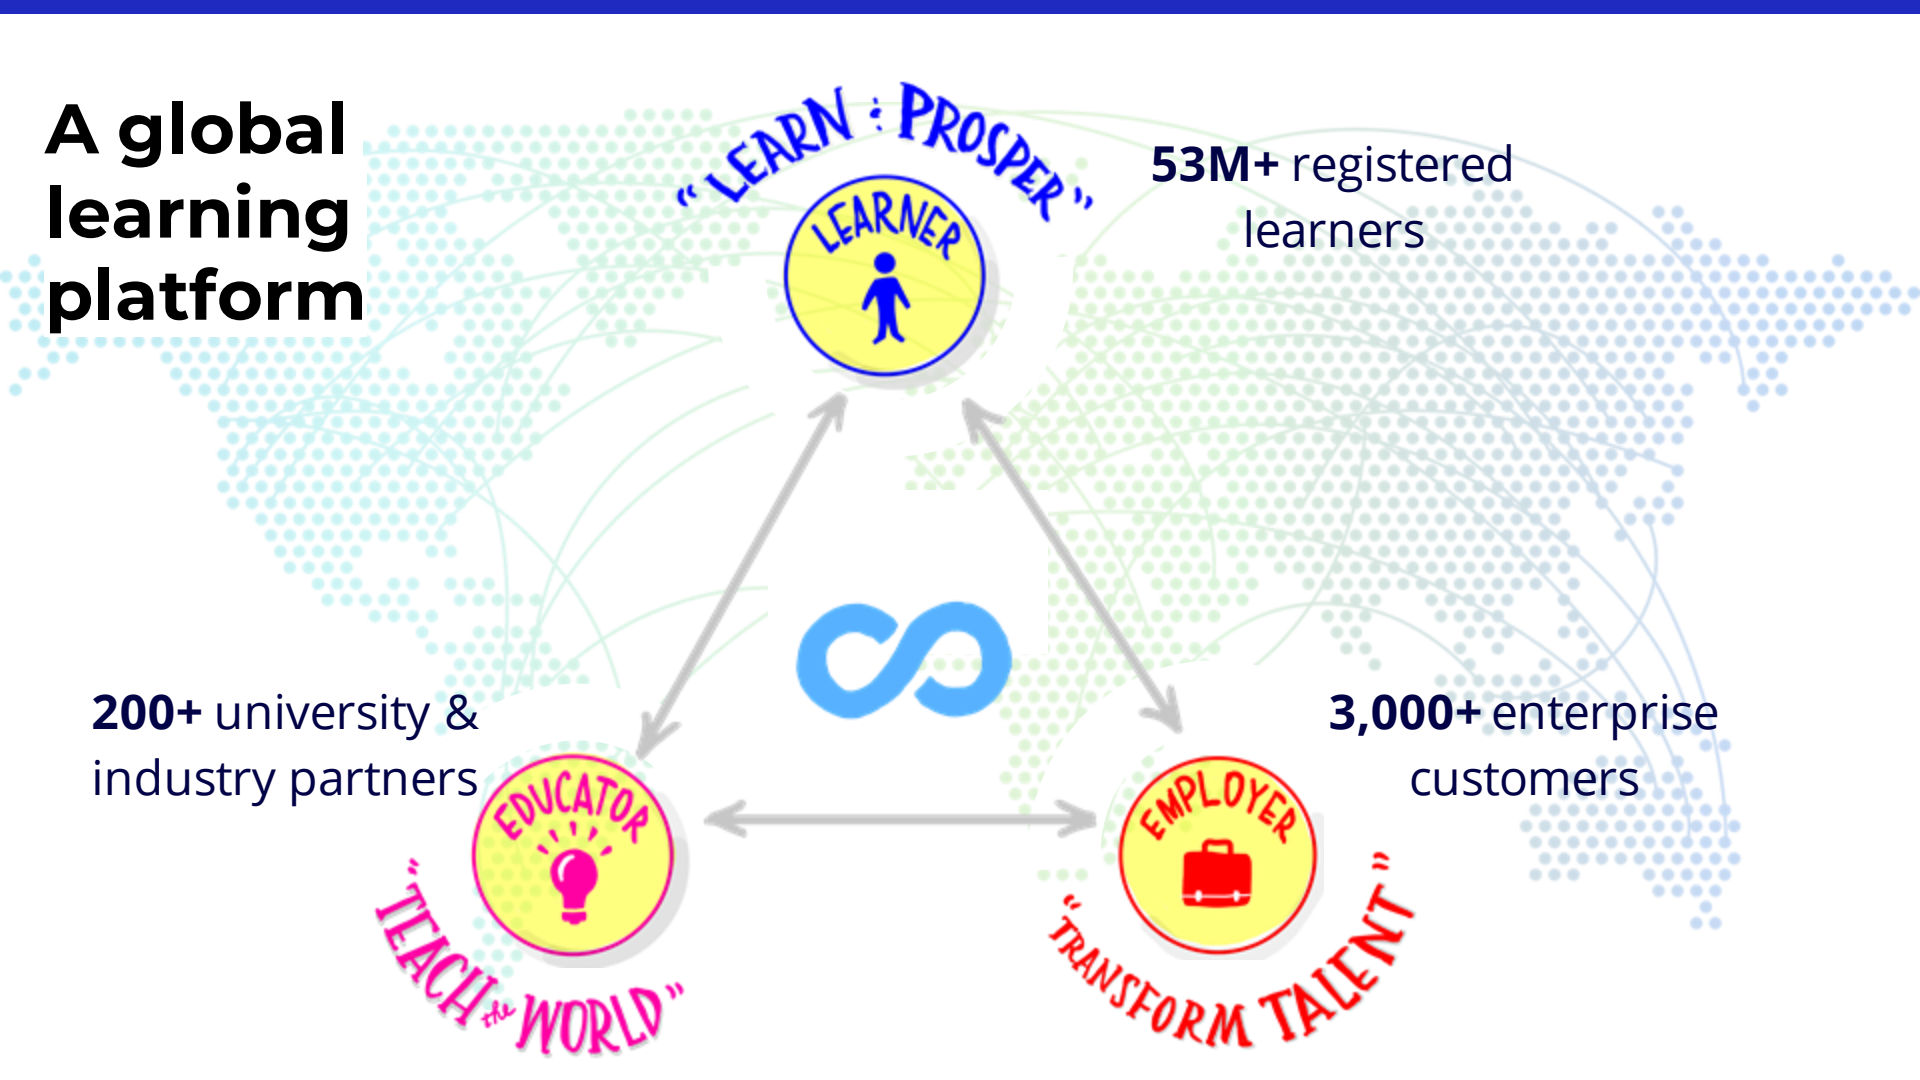 A global
learning
platform
"LEARN & PROSPER"
LEARNER
53M+ registered
learners
200+ university &
industry partners
EDUCATOR
"TEACH the WORLD"
3,000+ enterprise
customers
EMPLOYER
"TRANSFORM TALENT"